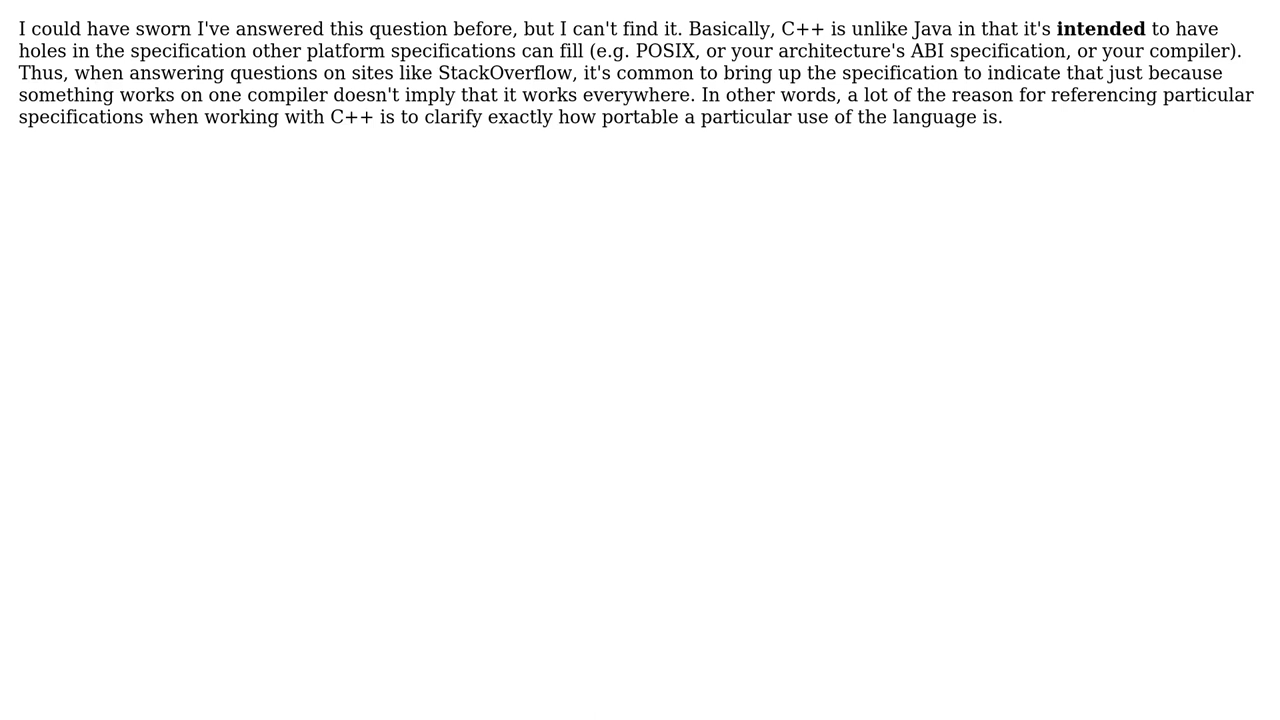 I could have sworn I've answered this question before, but I can't find it. Basically, C++ is unlike Java in that it's intended to have
holes in the specification other platform specifications can fill (e.g. POSIX, or your architecture's ABI specification, or your compiler).
Thus, when answering questions on sites like StackOverflow, it's common to bring up the specification to indicate that just because
something works on one compiler doesn't imply that it works everywhere. In other words, a lot of the reason for referencing particular
specifications when working with C++ is to clarify exactly how portable a particular use of the language is.